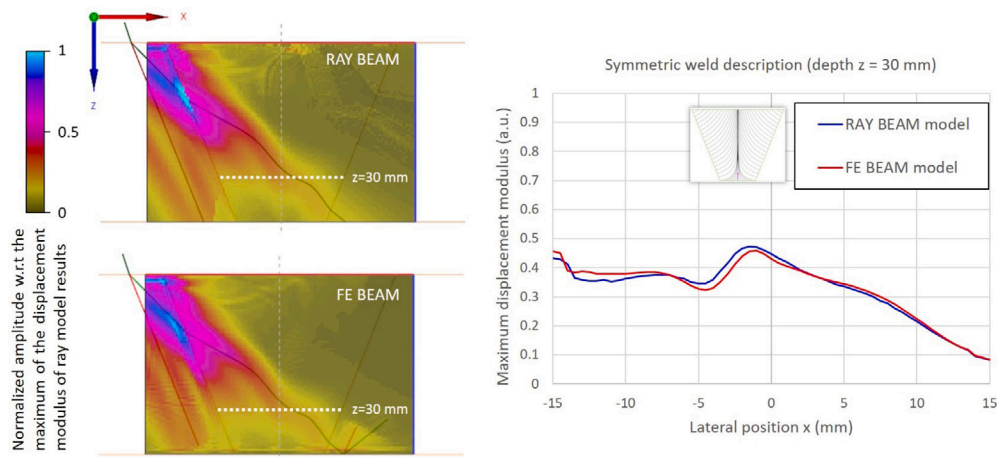 X
Z
1
0.5
0
Normalized amplitude w.r.t the
maximum of the displacement
modulus of ray model results
RAY BEAM
z=30 mm
FE BEAM
z=30 mm
Symmetric weld description (depth z = 30 mm)
Maximum displacement modulus (a.u.)
1
0.9
0.8
0.7
0.6
0.5
0.4
0.3
0.2
0.1
0
RAY BEAM model
FE BEAM model
-15
-10
-5
0
5
10
15
Lateral position x (mm)